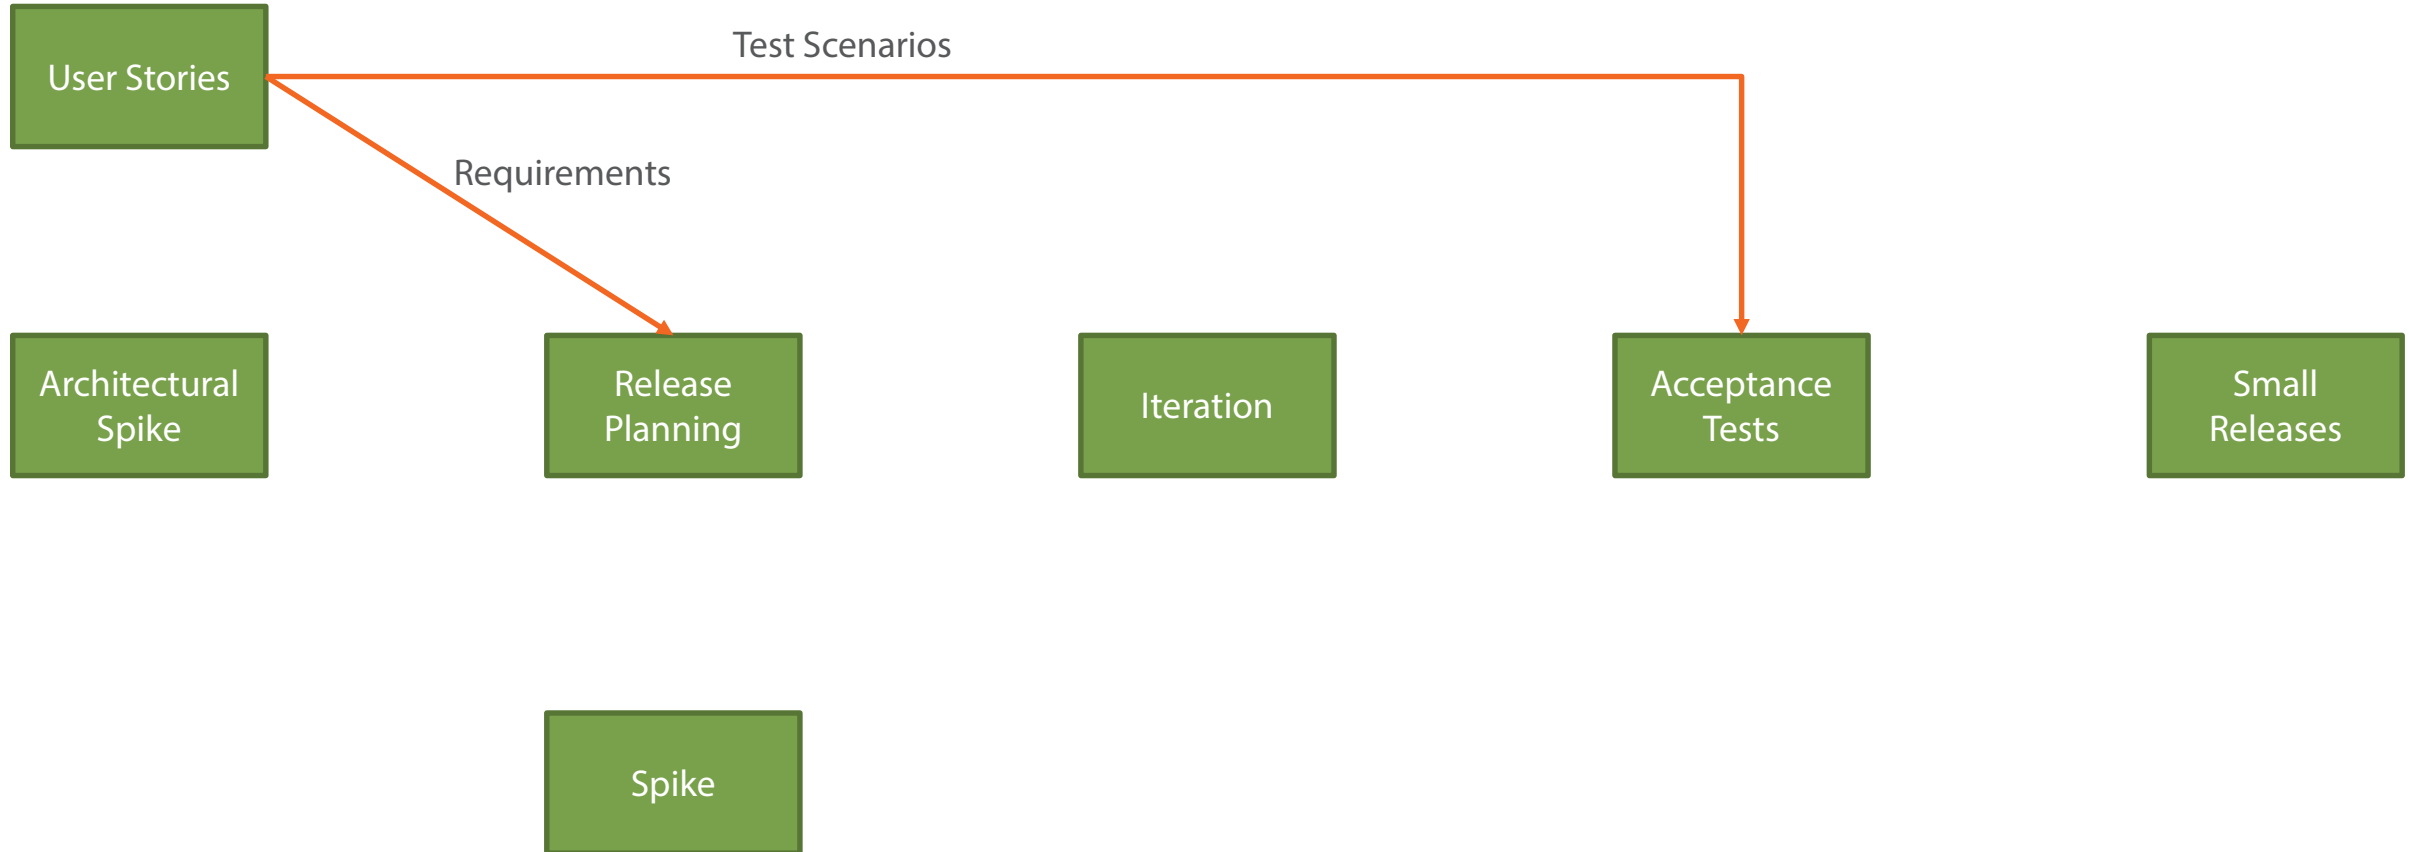 User Stories
Test Scenarios
Requirements
Architectural
Spike
Release
Planning
Iteration
Acceptance
Tests
Small
Releases
Spike